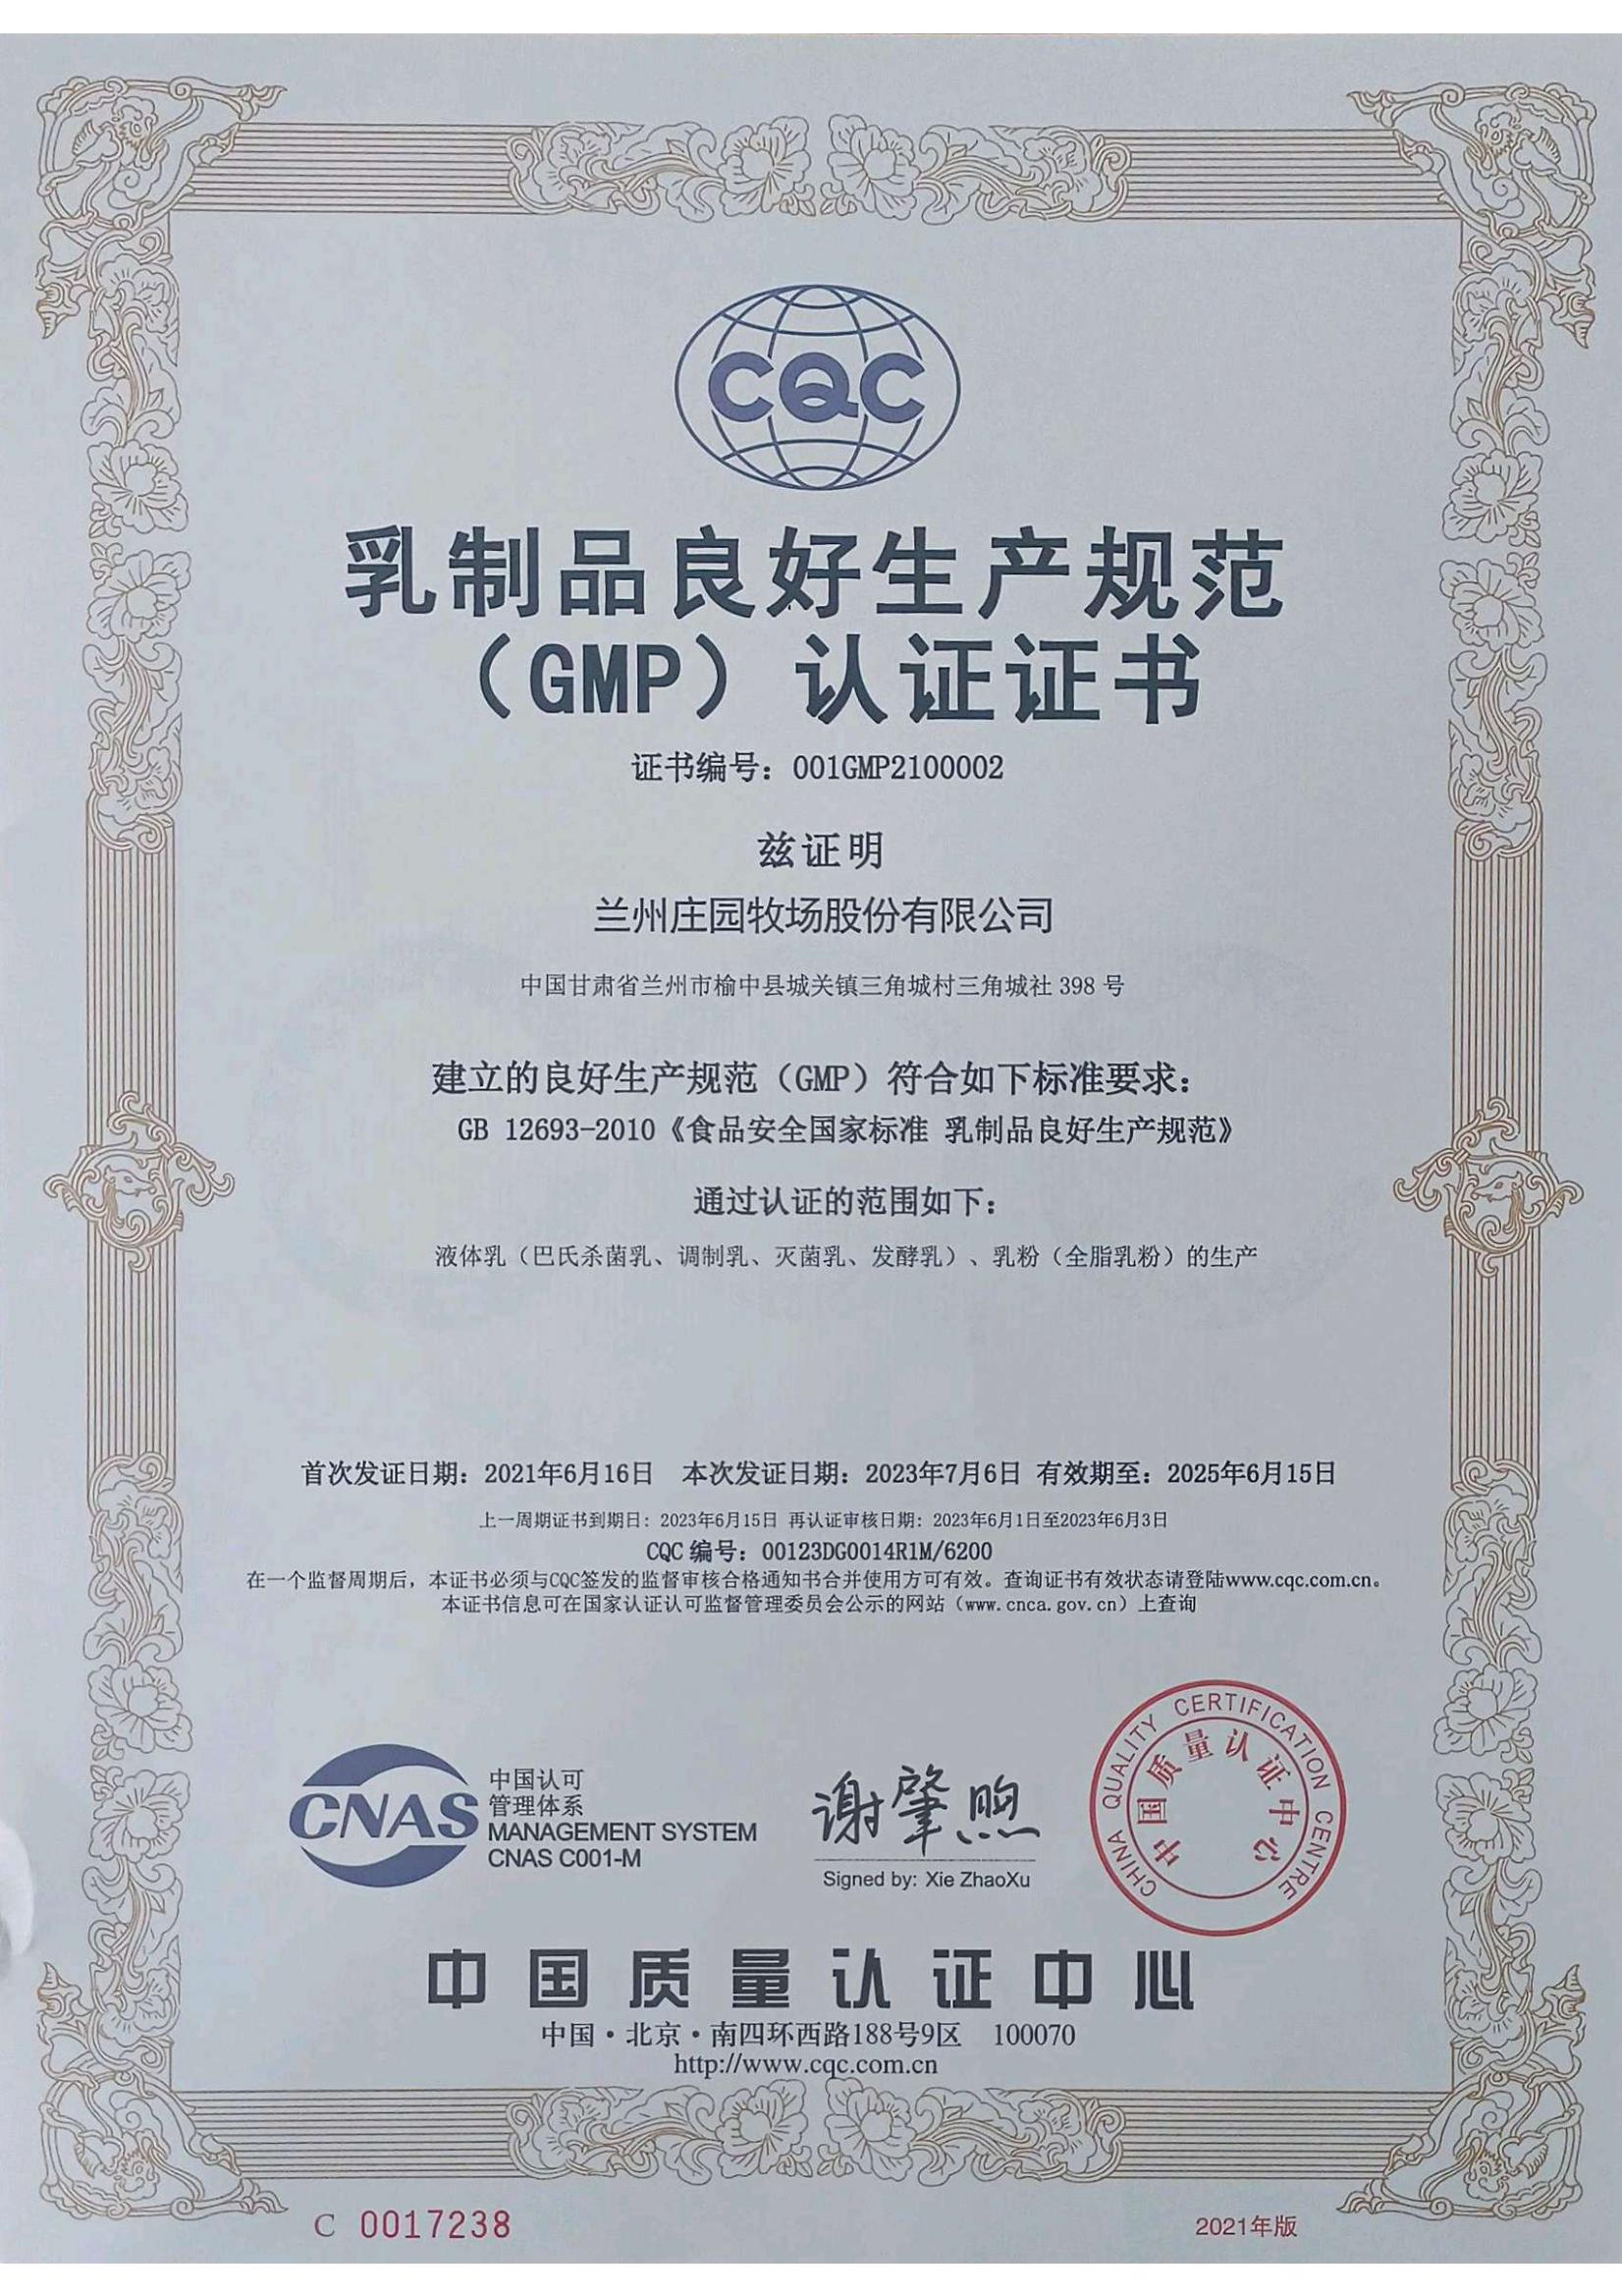 CQC
乳制品良好生产规范
（GMP）认证证书
证书编号：001GMP2100002
兹证明
兰州庄园牧场股份有限公司
中国甘肃省兰州市榆中县城关镇三角城村三角城社 398 号
建立的良好生产规范（GMP）符合如下标准要求：
GB 12693-2010《食品安全国家标准 乳制品良好生产规范》
通过认证的范围如下：
液体乳（巴氏杀菌乳、调制乳、灭菌乳、发酵乳）、乳粉（全脂乳粉）的生产
首次发证日期：2021年6月16日 本次发证日期：2023年7月6日 有效期至：2025年6月15日
上一周期证书到期日：2023年6月15日 再认证审核日期：2023年6月1日至2023年6月3日
CQC 编号：00123DG0014R1M/6200
在一个监督周期后，本证书必须与CQC签发的监督审核合格通知书合并使用方可有效。查询证书有效状态请登陆www.cqc.com.cn。
本证书信息可在国家认证认可监督管理委员会公示的网站（www.cnca.gov.cn）上查询
CNAS
中国认可
管理体系
MANAGEMENT SYSTEM
CNAS C001-M
谢肇煦
Signed by: Xie ZhaoXu
CHINA QUALITY CERTIFICATION CENTRE
中国质量认证中心
中国质量认证中心
中国·北京·南四环西路188号9区 100070
http://www.cqc.com.cn
C 0017238
2021年版